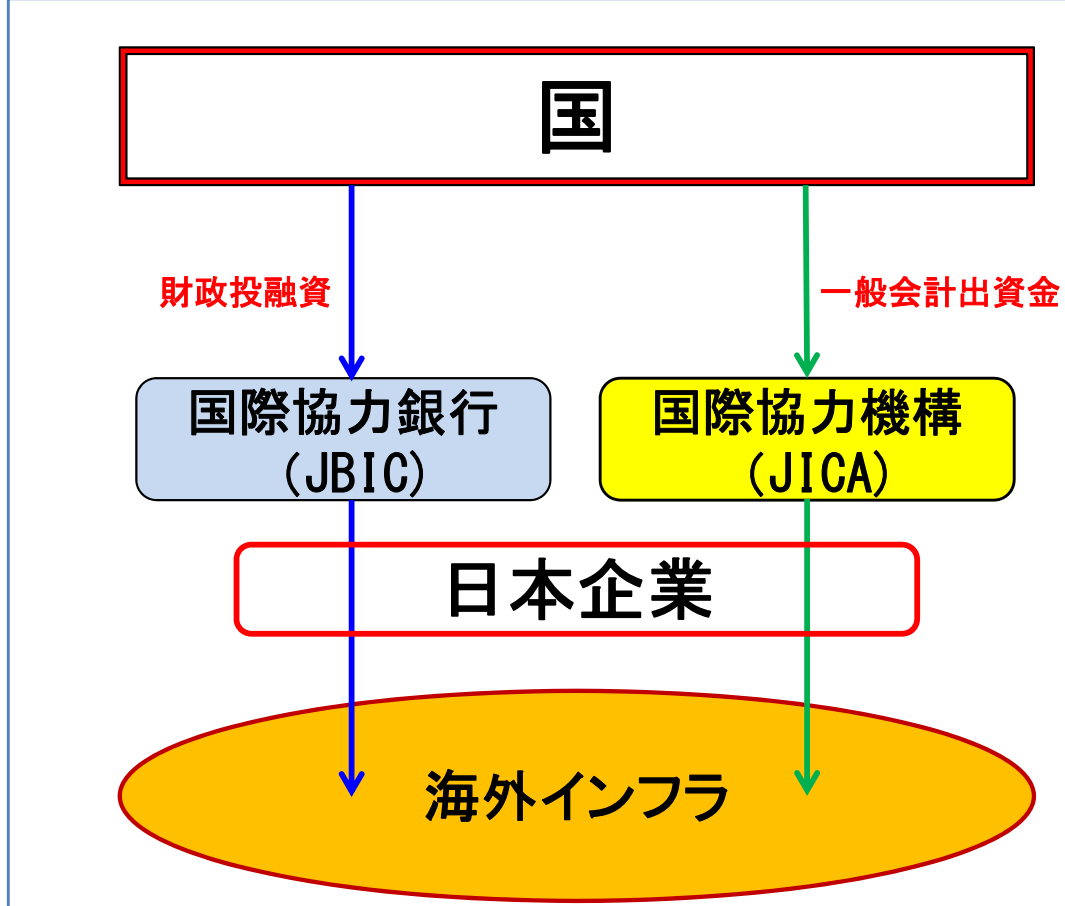 国
財政投融資
一般会計出資金
国際協力銀行
(JBIC)
国際協力機構
(JICA)
日本企業
海外インフラ